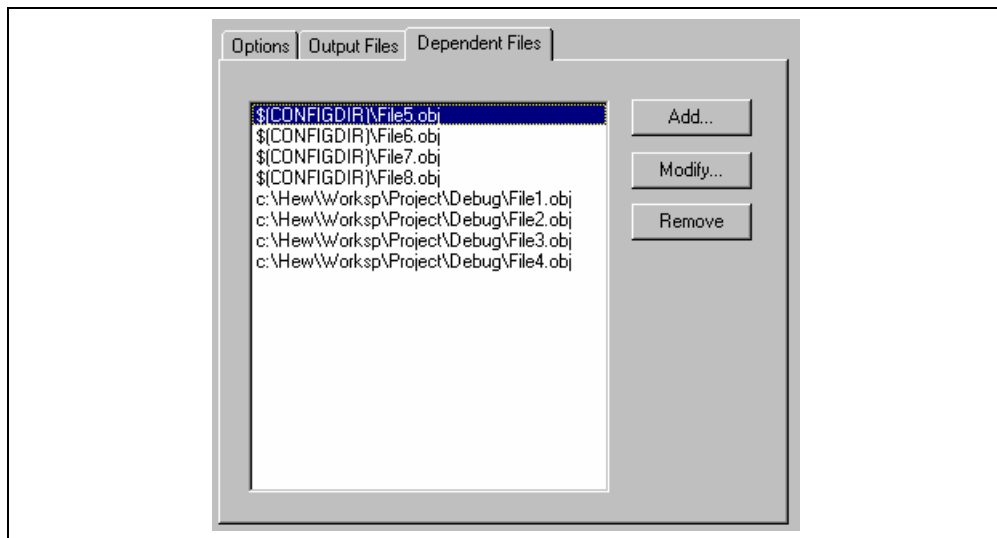 Options Output Files Dependent Files
$(CONFIGDIR)\File5.obj
$(CONFIGDIR)\File6.obj
$(CONFIGDIR)\File7.obj
$(CONFIGDIR)\File8.obj
c:\Hew\Worksp\Project\Debug\File1.obj
c:\Hew\Worksp\Project\Debug\File2.obj
c:\Hew\Worksp\Project\Debug\File3.obj
c:\Hew\Worksp\Project\Debug\File4.obj
Add...
Modify...
Remove